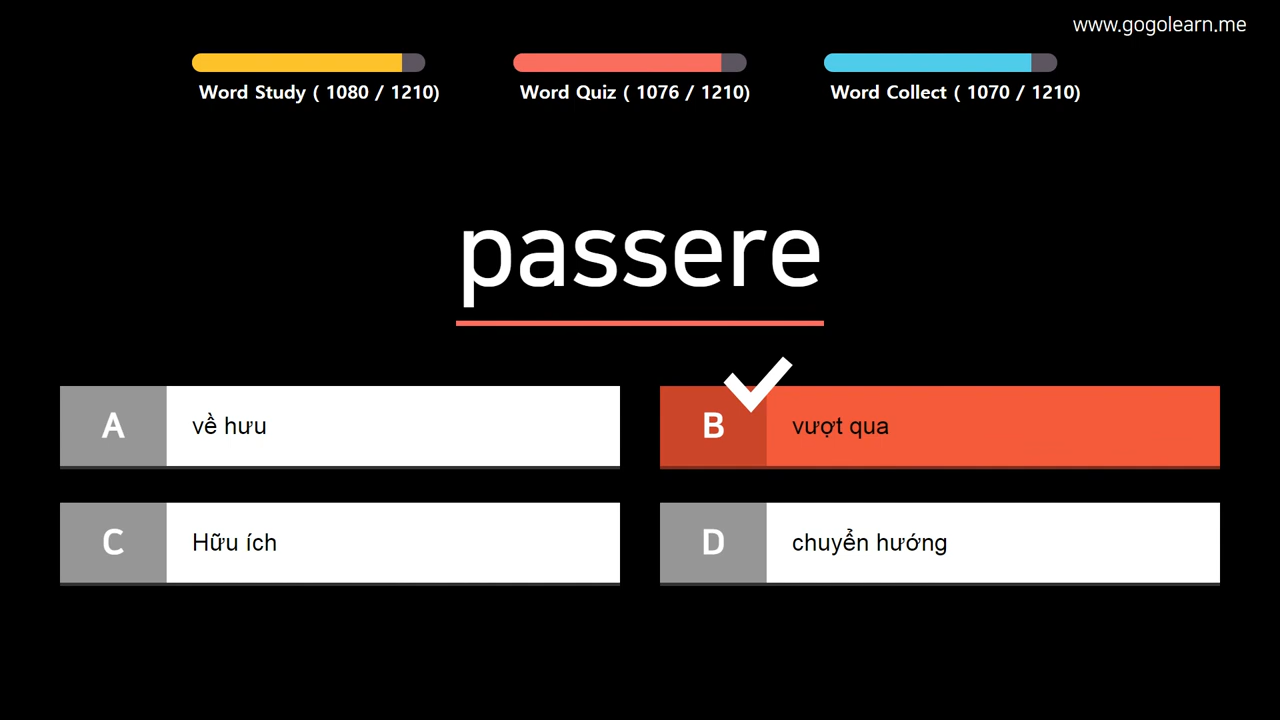 www.gogolearn.me
Word Study ( 1080 / 1210)
Word Quiz ( 1076 / 1210)
Word Collect ( 1070 / 1210)
passere
A
về hưu
B
vượt qua
C
Hữu ích
D
chuyển hướng